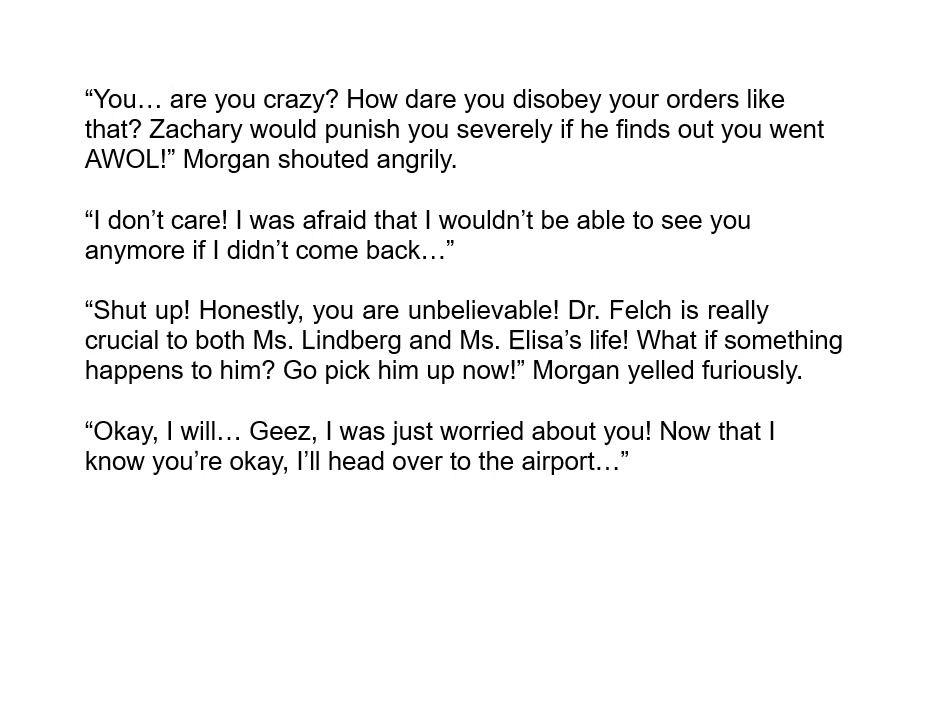 “You… are you crazy? How dare you disobey your orders like
that? Zachary would punish you severely if he finds out you went
AWOL!” Morgan shouted angrily.
“I don’t care! I was afraid that I wouldn’t be able to see you
anymore if I didn’t come back…”
“Shut up! Honestly, you are unbelievable! Dr. Felch is really
crucial to both Ms. Lindberg and Ms. Elisa’s life! What if something
happens to him? Go pick him up now!” Morgan yelled furiously.
“Okay, I will… Geez, I was just worried about you! Now that I
know you’re okay, I’ll head over to the airport…”